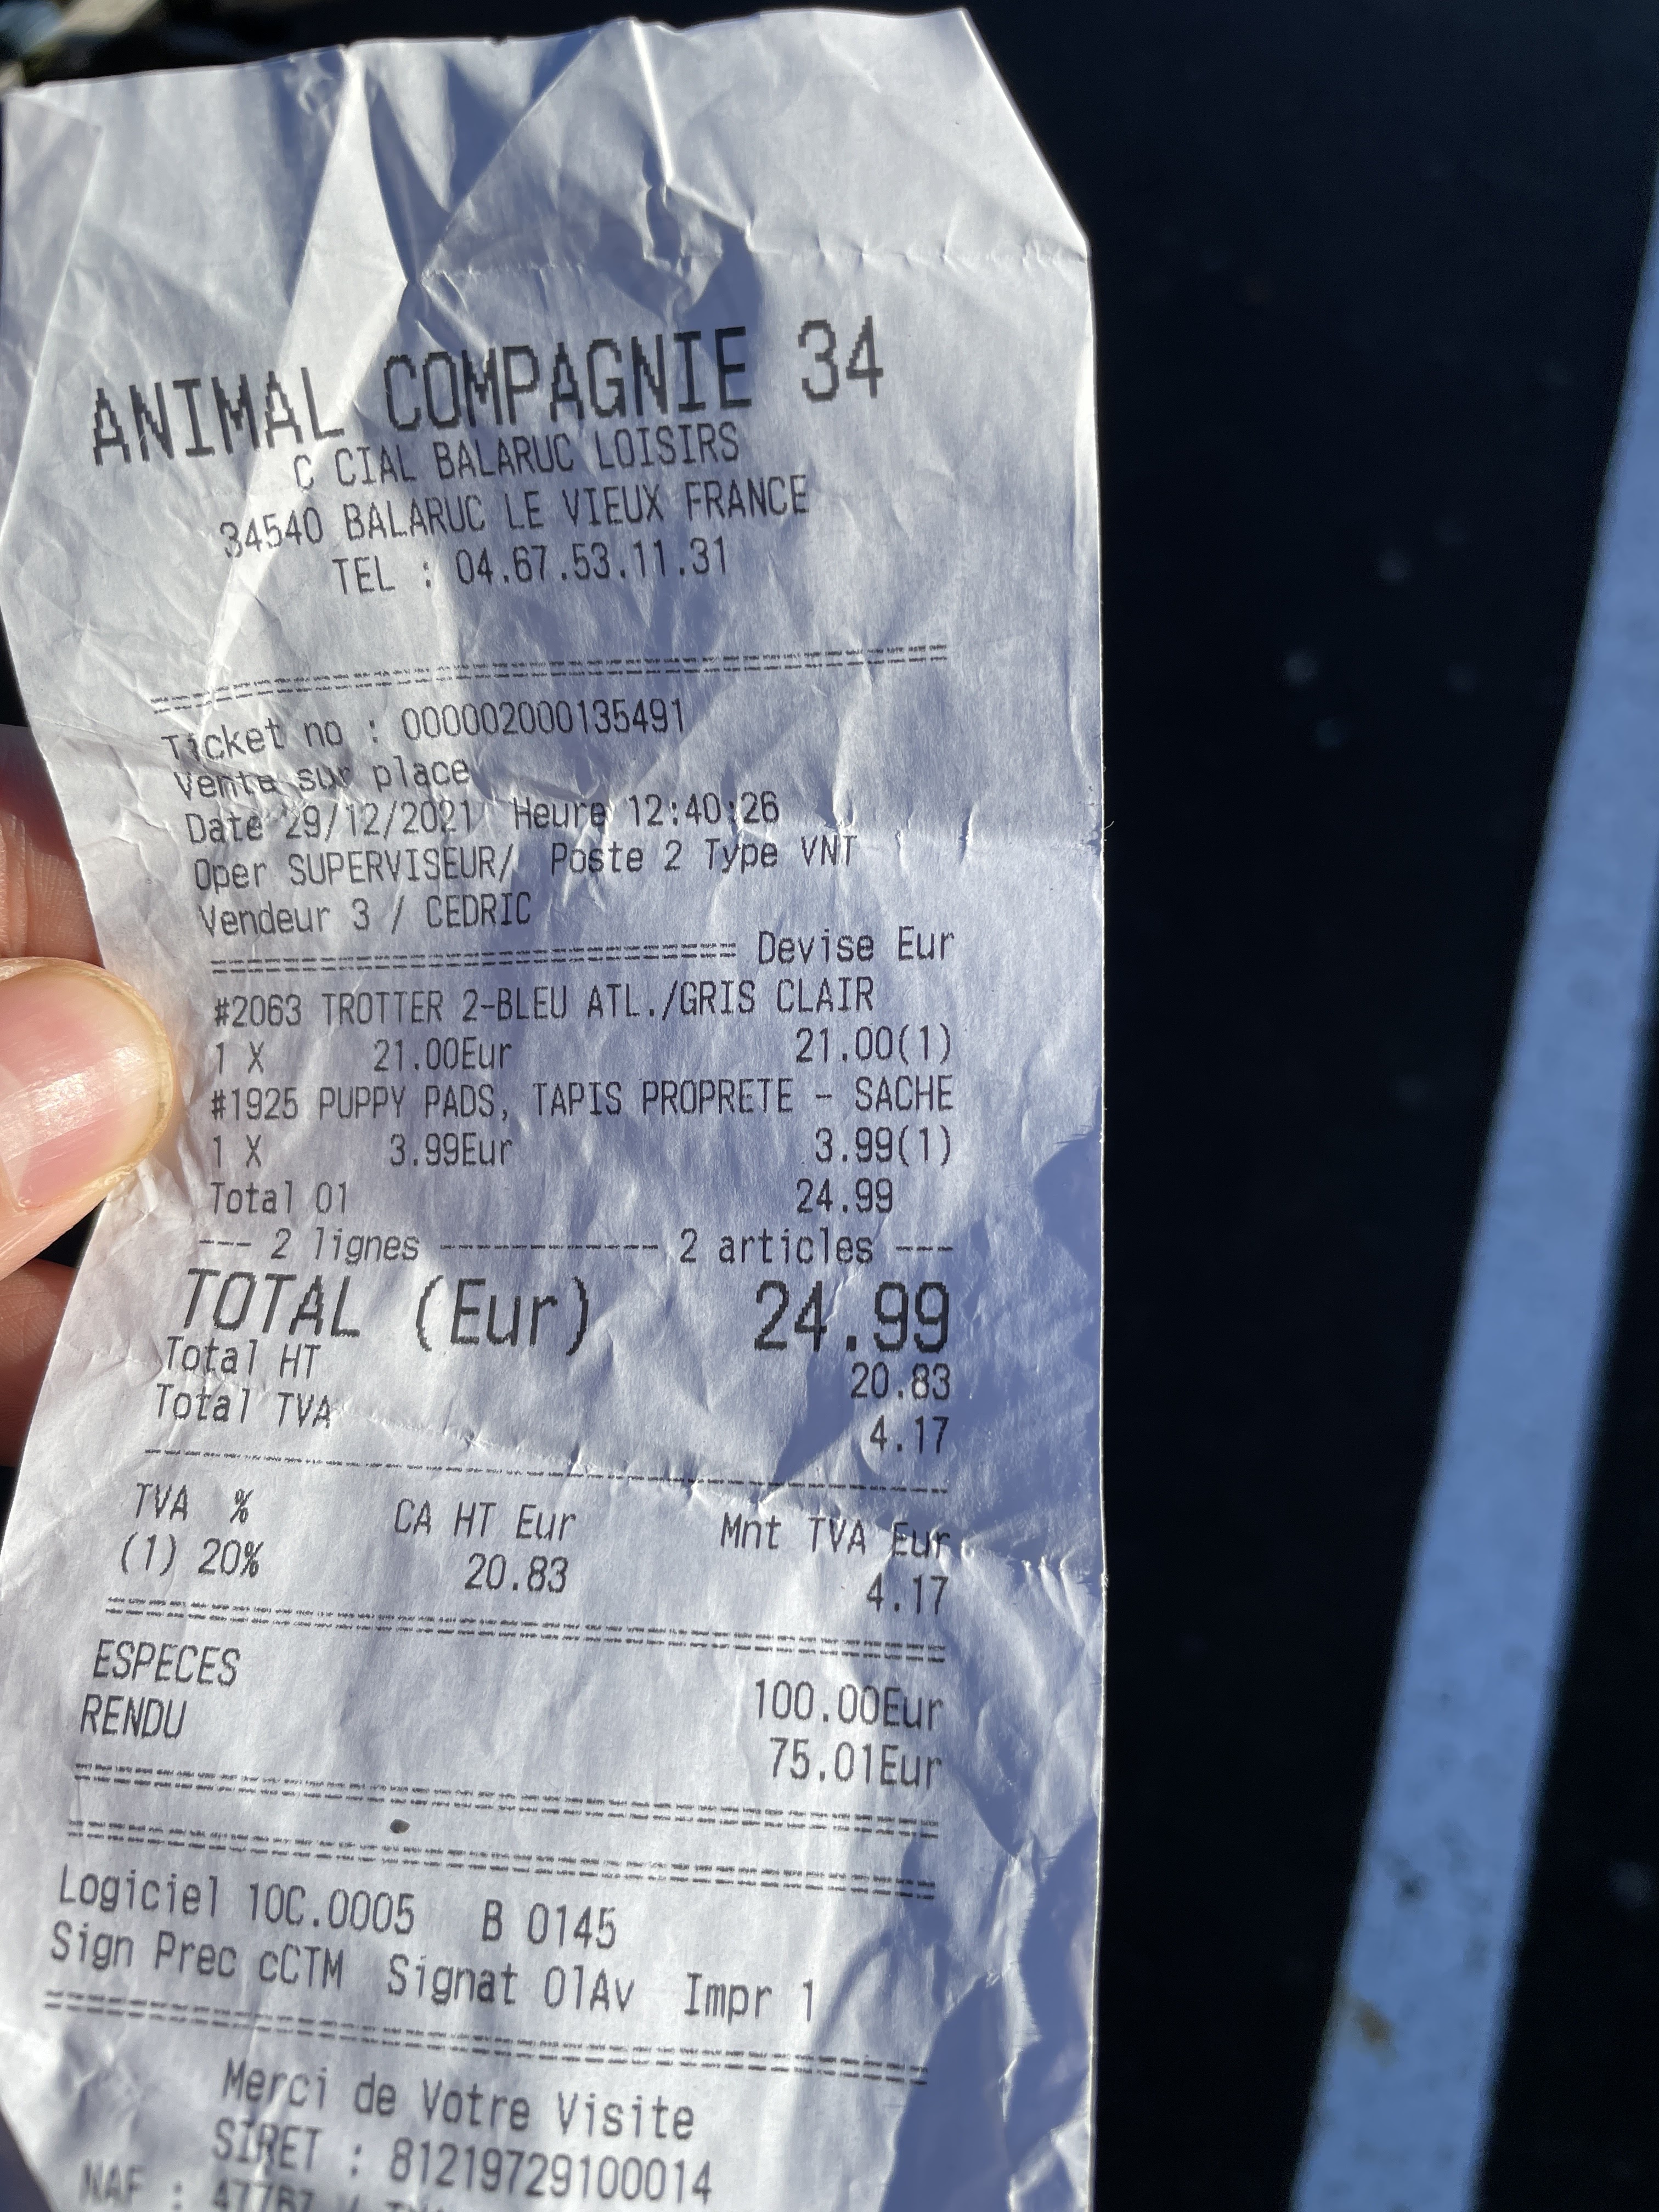 ANIMAL COMPAGNIE 34
C CIAL BALARUC LOISIRS
34540 BALARUC LE VIEUX FRANCE
TEL : 04.67.53.11.31
Ticket no : 000002000135491
Vente sur place
Date 29/12/2021 Heure 12:40:26
Oper SUPERVISEUR/ Poste 2 Type VNT
Vendeur 3 / CEDRIC
========================== Devise Eur
#2063 TROTTER 2-BLEU ATL./GRIS CLAIR
1 X 21.00Eur 21.00(1)
#1925 PUPPY PADS, TAPIS PROPRETE - SACHE
1 X 3.99Eur 3.99(1)
Total 01 24.99
--- 2 lignes ------------ 2 articles ---
TOTAL (Eur) 24.99
Total HT 20.83
Total TVA 4.17
TVA % CA HT Eur Mnt TVA Eur
(1) 20% 20.83 4.17
ESPECES 100.00Eur
RENDU 75.01Eur
Logiciel 10C.0005 B 0145
Sign Prec cCTM Signat OlAv Impr 1
Merci de Votre Visite
SIRET : 81219729100014
NAF :